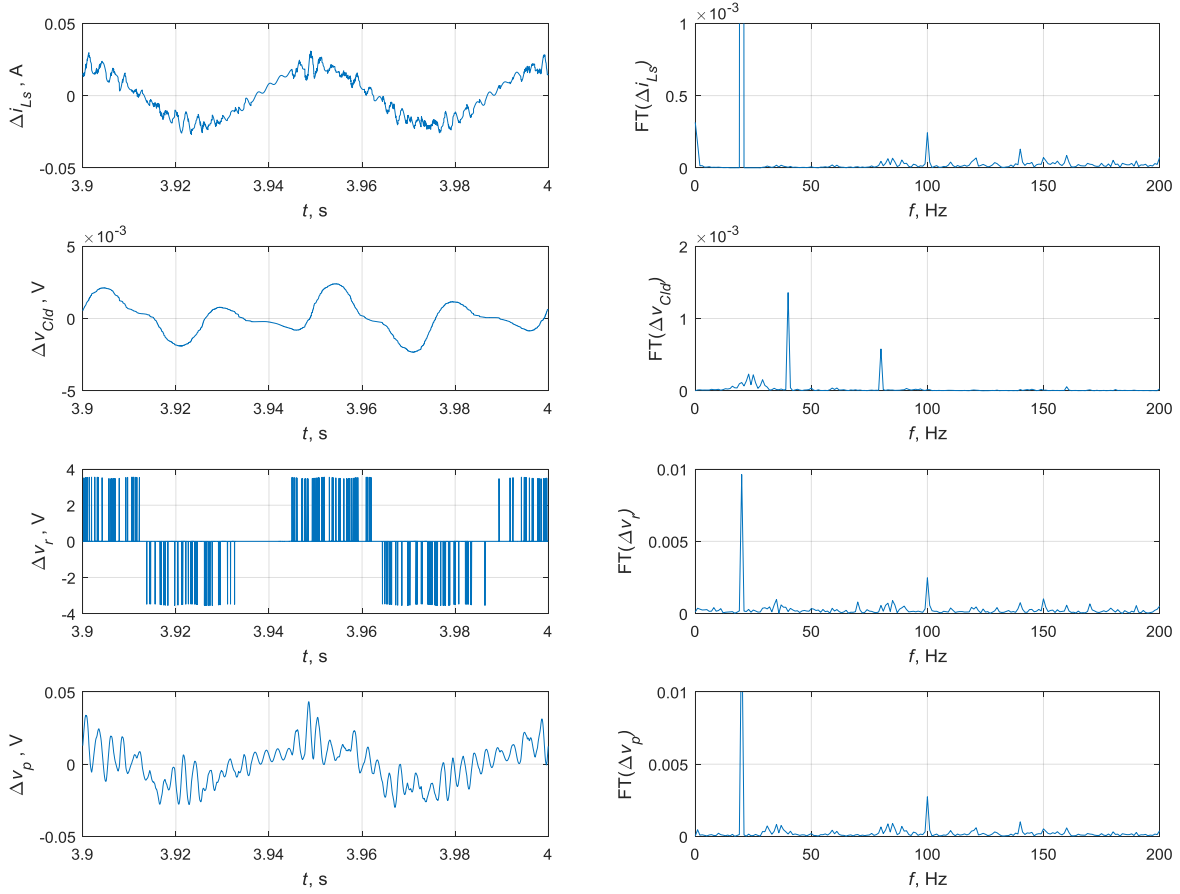 ×10⁻³
0.05
0
-0.05
Δi_Ls , A
3.9 3.92 3.94 3.96 3.98 4
t, s
1
0.5
0
FT(Δi_Ls)
0 50 100 150 200
f, Hz
×10⁻³
5
0
-5
Δv_Cld , V
3.9 3.92 3.94 3.96 3.98 4
t, s
×10⁻³
2
1
0
FT(Δv_Cld)
0 50 100 150 200
f, Hz
4
2
0
-2
-4
Δv_r , V
3.9 3.92 3.94 3.96 3.98 4
t, s
0.01
0.005
0
FT(Δv_r)
0 50 100 150 200
f, Hz
0.05
0
-0.05
Δv_p , V
3.9 3.92 3.94 3.96 3.98 4
t, s
0.01
0.005
0
FT(Δv_p)
0 50 100 150 200
f, Hz